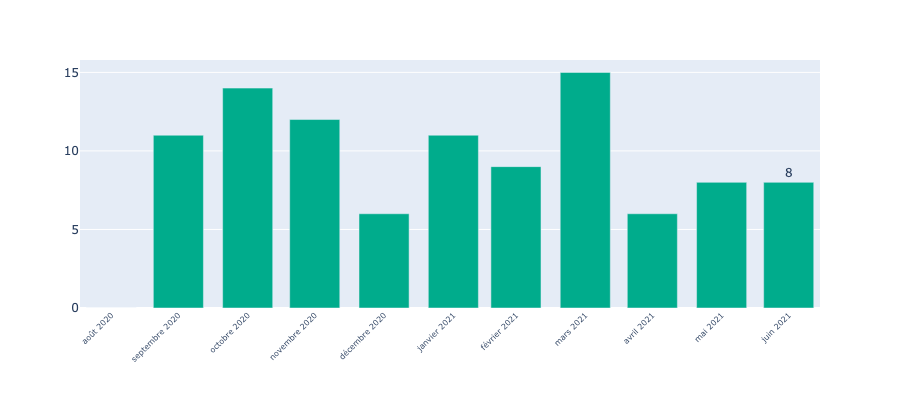 15
10
5
0
8
août 2020
septembre 2020
octobre 2020
novembre 2020
décembre 2020
janvier 2021
février 2021
mars 2021
avril 2021
mai 2021
juin 2021